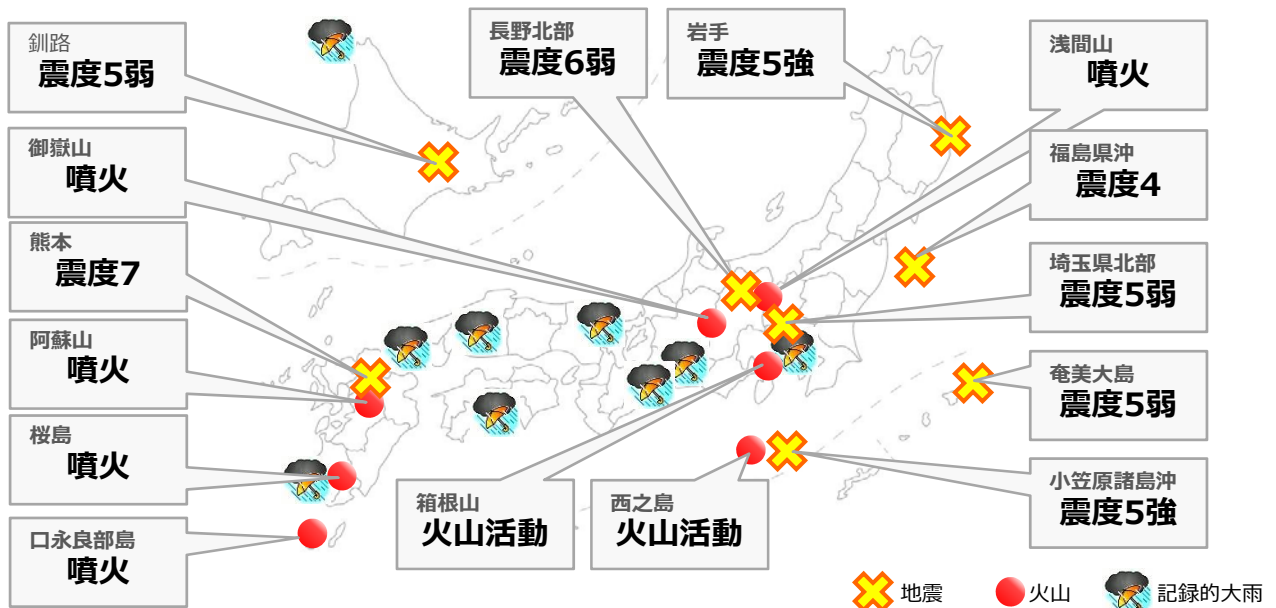 釧路
震度5弱
御嶽山
噴火
熊本
震度7
阿蘇山
噴火
桜島
噴火
口永良部島
噴火
長野北部
震度6弱
岩手
震度5強
浅間山
噴火
福島県沖
震度4
埼玉県北部
震度5弱
奄美大島
震度5弱
小笠原諸島沖
震度5強
箱根山
火山活動
西之島
火山活動
地震
火山
記録的大雨